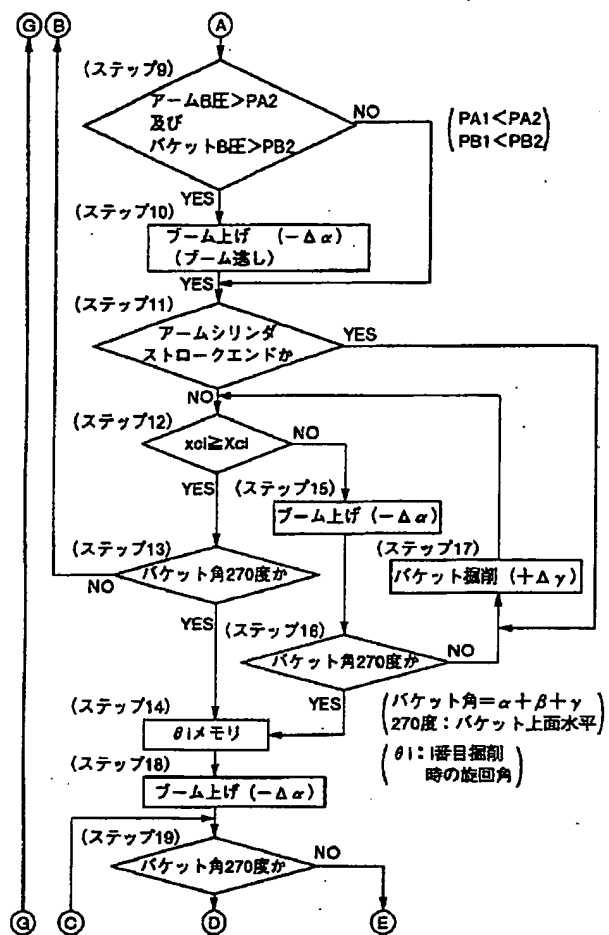 G B A
(ステップ9)
アームB圧>PA2
及び
バケットB圧>PB2
NO
(PA1<PA2
PB1<PB2)
YES
(ステップ10)
ブーム上げ (-Δα)
(ブーム逃し)
YES
(ステップ11)
アームシリンダ
ストロークエンドか
YES
NO
(ステップ12)
xci≧Xci
NO
YES
(ステップ15)
ブーム上げ (-Δα)
(ステップ13)
バケット角270度か
NO
(ステップ17)
バケット掘削 (+Δγ)
YES
(ステップ16)
バケット角270度か
NO
YES
(バケット角=α+β+γ
270度:バケット上面水平)
(ステップ14)
θiメモリ
(θi:i番目掘削
時の旋回角)
(ステップ18)
ブーム上げ (-Δα)
(ステップ19)
バケット角270度か
NO
G C D E